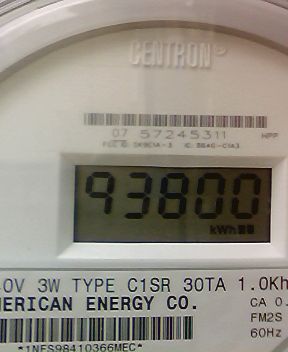 CENTRON®
07 57245311 HPP
93800
kWh
0V 3W TYPE C1SR 30TA 1.0Kh
MERICAN ENERGY CO. CA 0.
FM2S
60Hz
*1NFS98410366MEC*